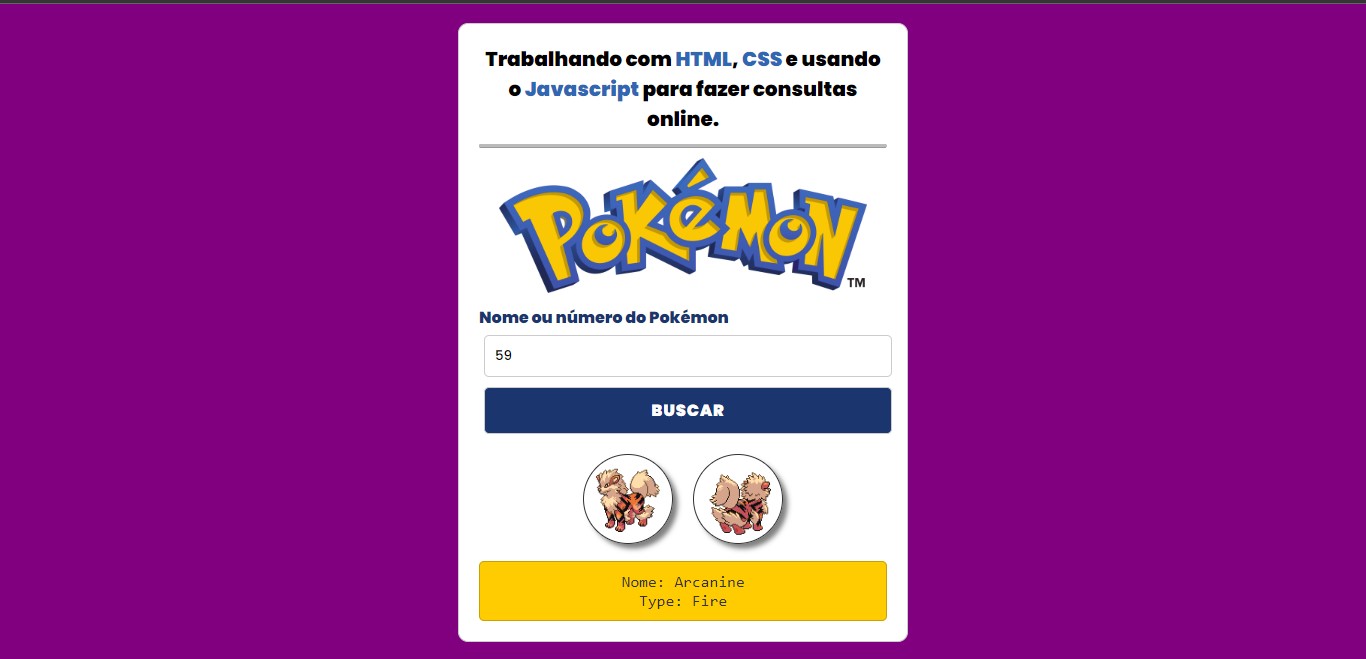 Trabalhando com HTML, CSS e usando
o Javascript para fazer consultas
online.
POKéMON
TM
Nome ou número do Pokémon
59
BUSCAR
Nome: Arcanine
Type: Fire